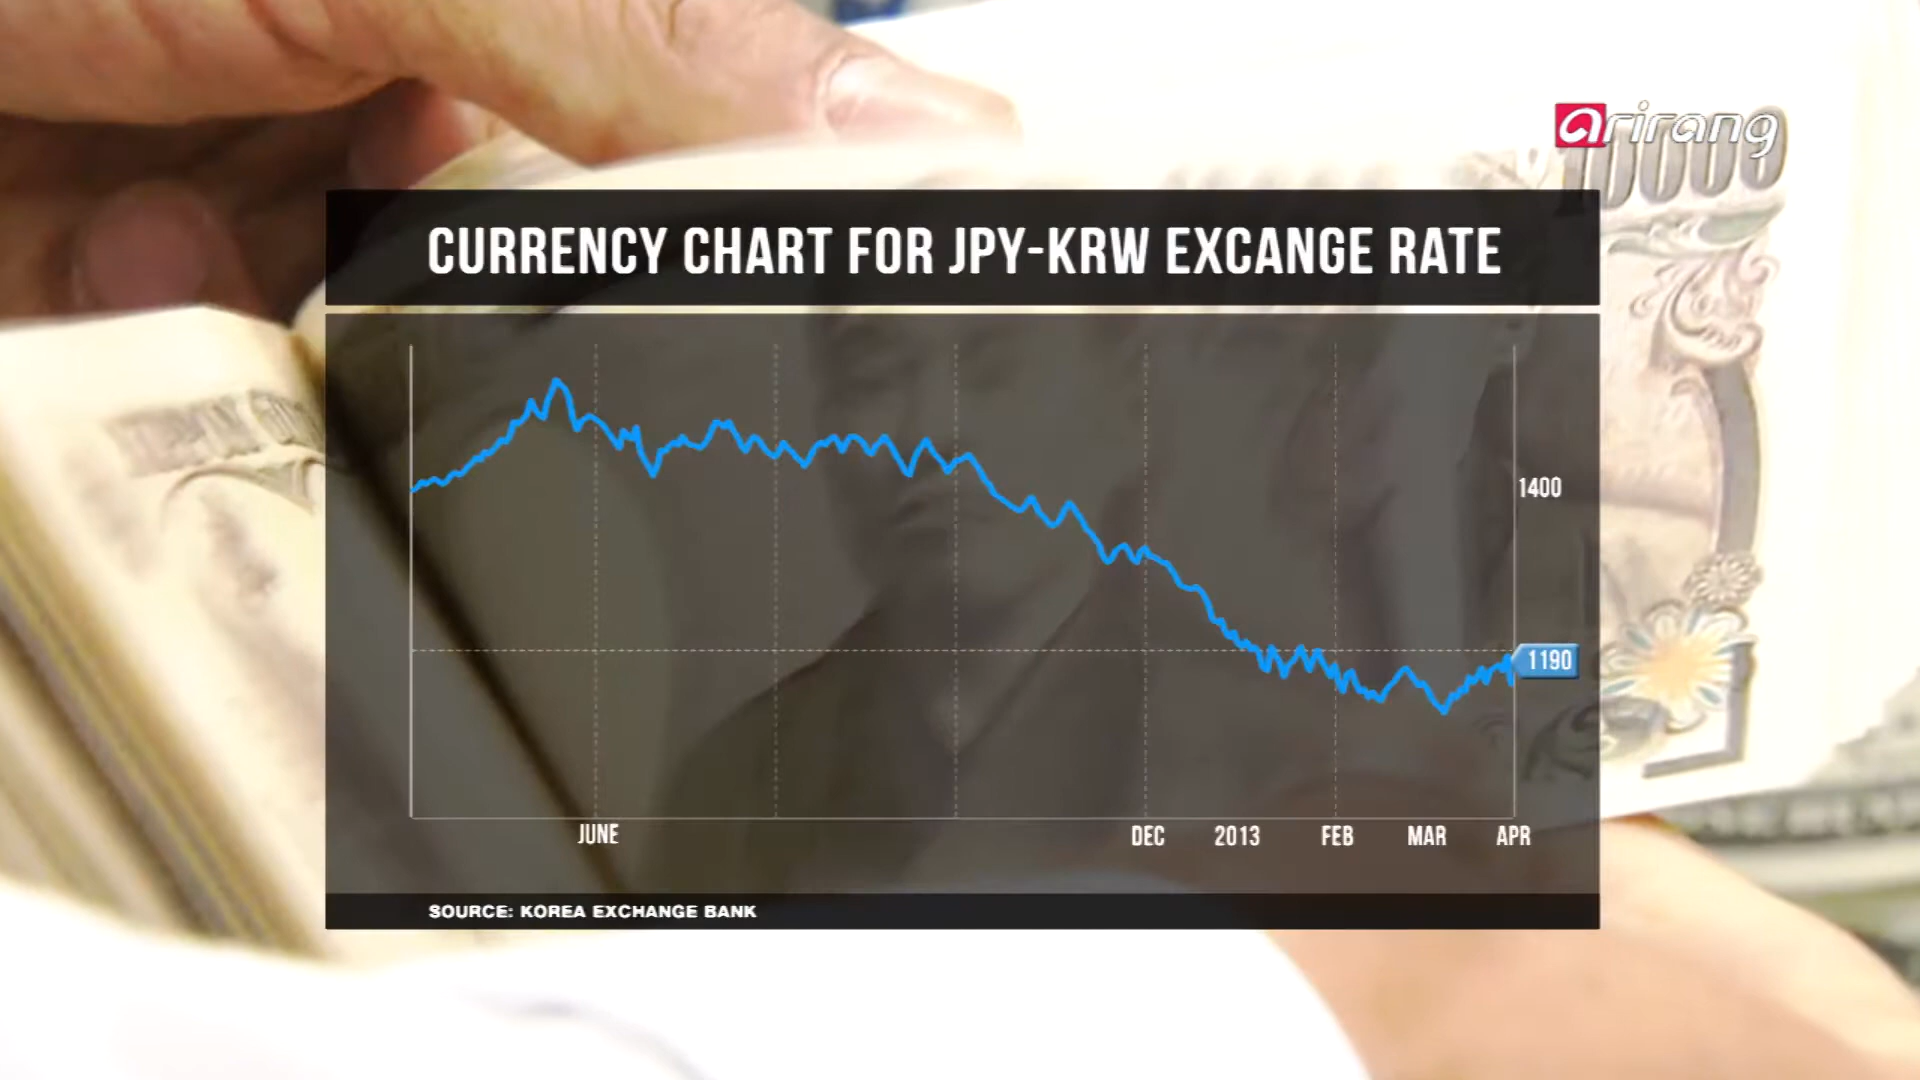 arirang
10000
CURRENCY CHART FOR JPY-KRW EXCANGE RATE
1400
1190
JUNE DEC 2013 FEB MAR APR
SOURCE: KOREA EXCHANGE BANK